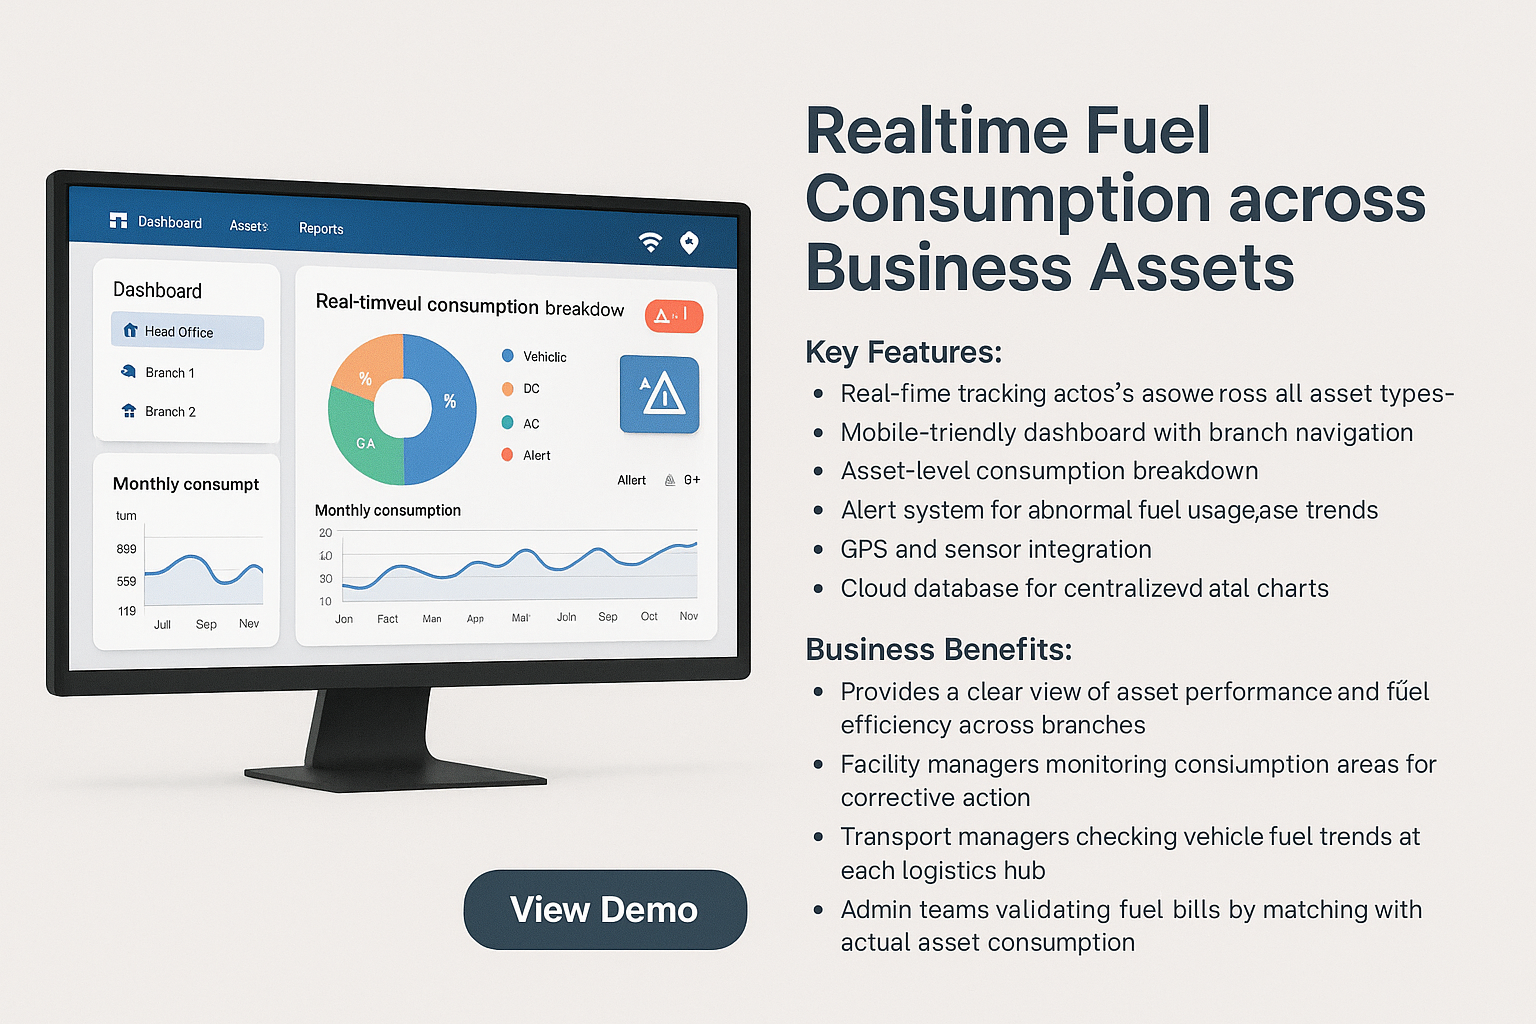 Dashboard
Assets
Reports
Dashboard
Head Office
Branch 1
Branch 2
Monthly consumpt
tum
899
559
119
Jull
Sep
Nev
Real-timveul consumption breakdow
%
%
GA
Vehiclic
DC
AC
Alert
A
Allert
G+
Monthly consumption
20
10
30
10
Jon
Fact
Man
App
Mal
Joln
Sep
Oct
Nov
View Demo
Realtime Fuel
Consumption across
Business Assets
Key Features:
• Real-fime tracking actos's asowe ross all asset types-
• Mobile-triendly dashboard with branch navigation
• Asset-level consumption breakdown
• Alert system for abnormal fuel usage,ase trends
• GPS and sensor integration
• Cloud database for centralizevd atal charts
Business Benefits:
• Provides a clear view of asset performance and fűel
efficiency across branches
• Facility managers monitoring consiumption areas for
corrective action
• Transport managers checking vehicle fuel trends at
each logistics hub
• Admin teams validating fuel bills by matching with
actual asset consumption